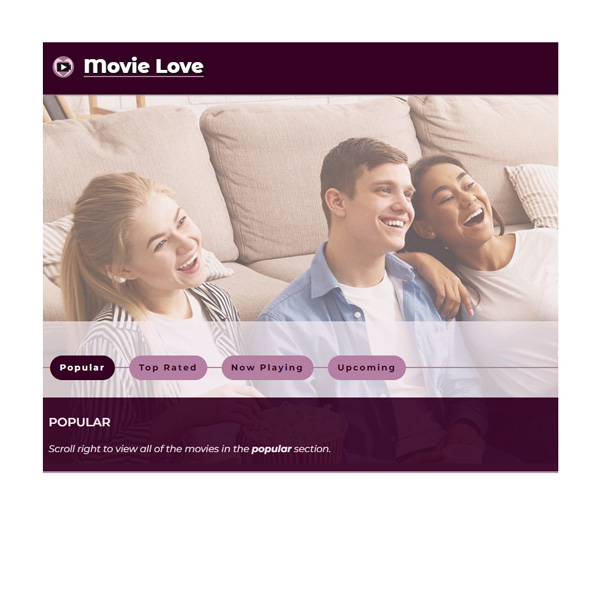 Movie Love
Popular
Top Rated
Now Playing
Upcoming
POPULAR
Scroll right to view all of the movies in the popular section.